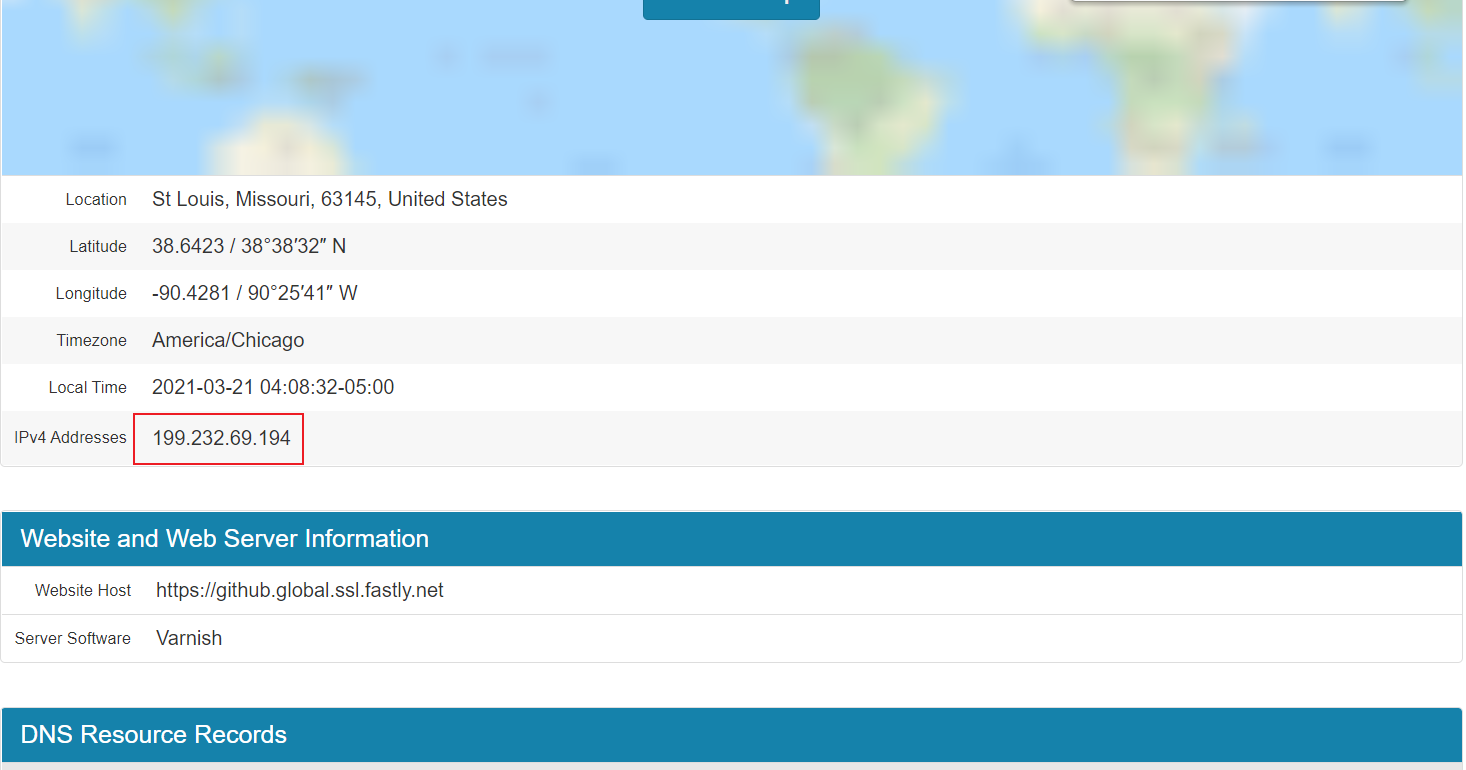 Location St Louis, Missouri, 63145, United States
Latitude 38.6423 / 38°38′32″ N
Longitude -90.4281 / 90°25′41″ W
Timezone America/Chicago
Local Time 2021-03-21 04:08:32-05:00
IPv4 Addresses 199.232.69.194
Website and Web Server Information
Website Host https://github.global.ssl.fastly.net
Server Software Varnish
DNS Resource Records